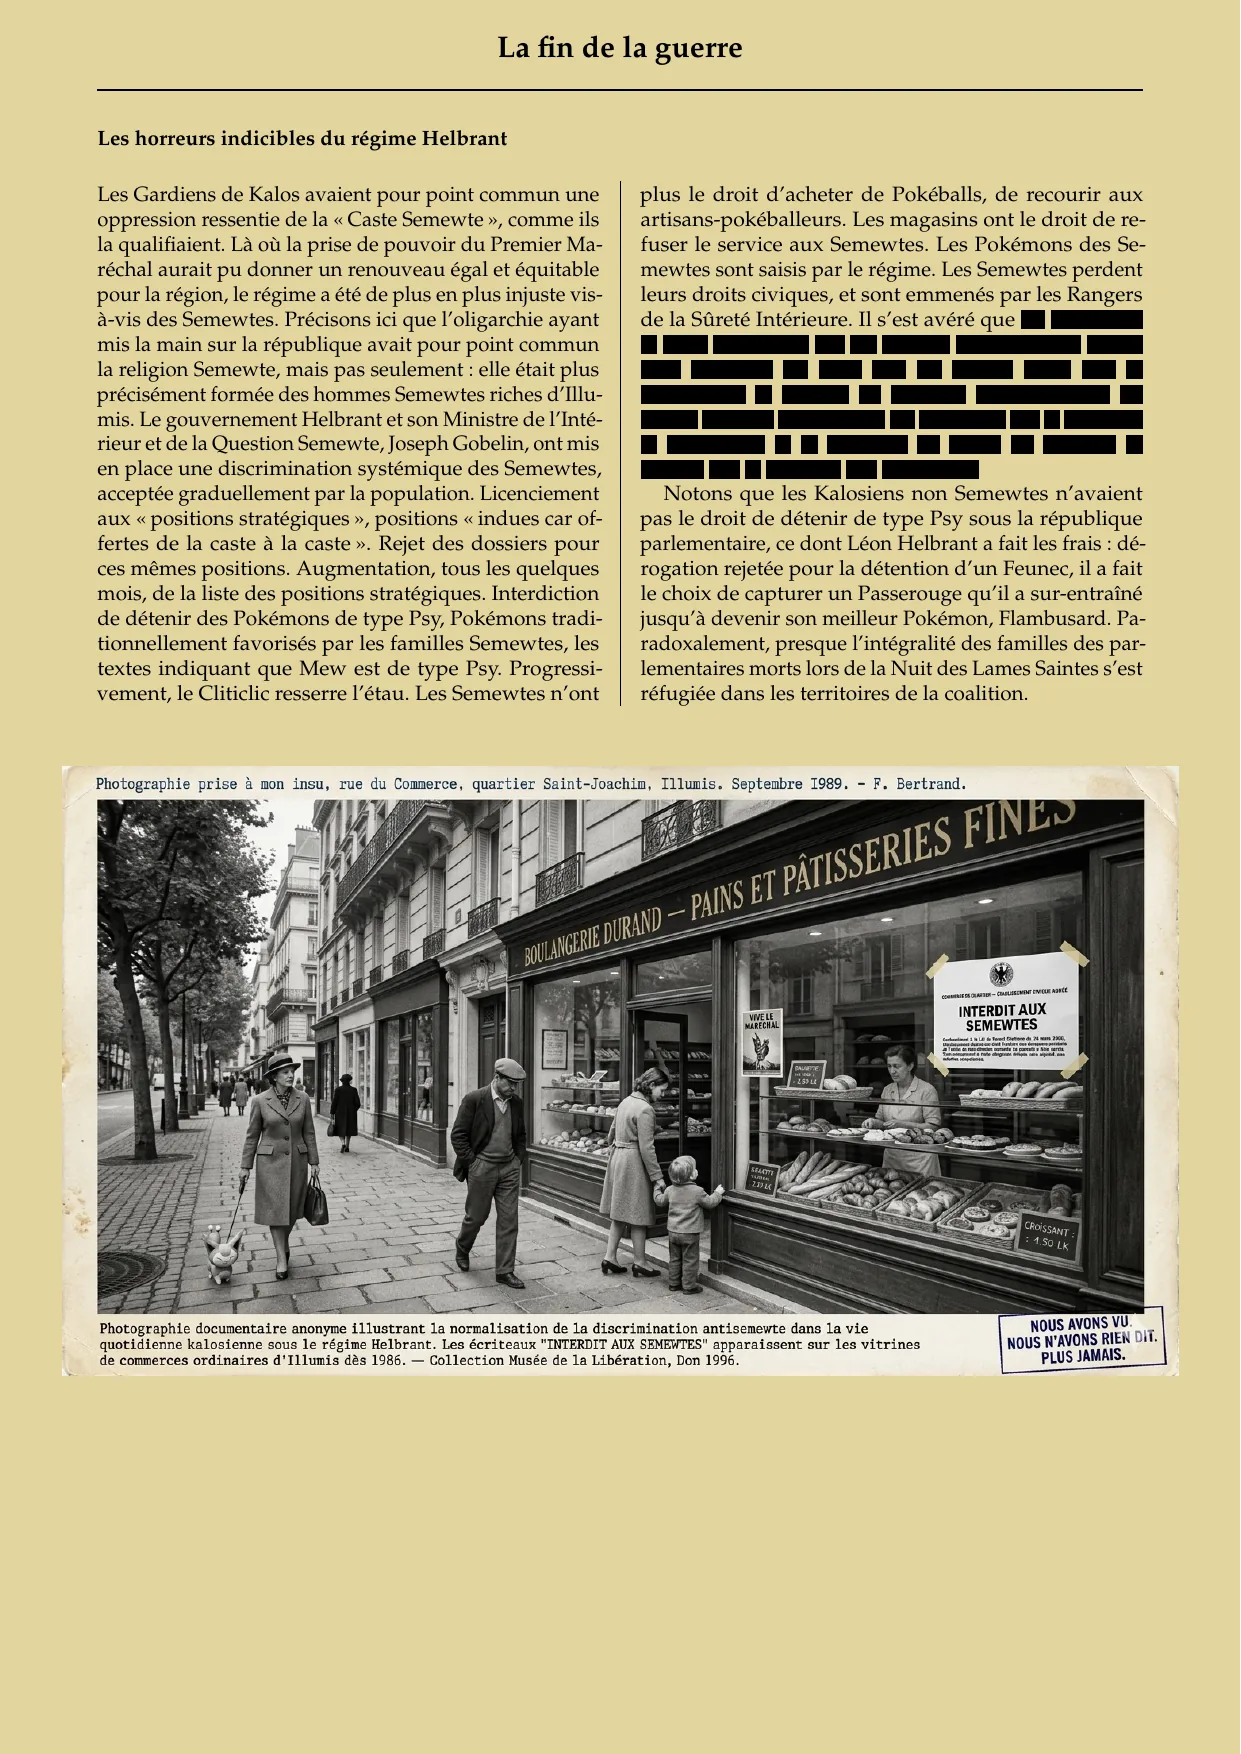 La fin de la guerre
Les horreurs indicibles du régime Helbrant
Les Gardiens de Kalos avaient pour point commun une
oppression ressentie de la « Caste Semewte », comme ils
la qualifiaient. Là où la prise de pouvoir du Premier Ma-
réchal aurait pu donner un renouveau égal et équitable
pour la région, le régime a été de plus en plus injuste vis-
à-vis des Semewtes. Précisons ici que l’oligarchie ayant
mis la main sur la république avait pour point commun
la religion Semewte, mais pas seulement : elle était plus
précisément formée des hommes Semewtes riches d’Illu-
mis. Le gouvernement Helbrant et son Ministre de l’Inté-
rieur et de la Question Semewte, Joseph Gobelin, ont mis
en place une discrimination systémique des Semewtes,
acceptée graduellement par la population. Licenciement
aux « positions stratégiques », positions « indues car of-
fertes de la caste à la caste ». Rejet des dossiers pour
ces mêmes positions. Augmentation, tous les quelques
mois, de la liste des positions stratégiques. Interdiction
de détenir des Pokémons de type Psy, Pokémons tradi-
tionnellement favorisés par les familles Semewtes, les
textes indiquant que Mew est de type Psy. Progressi-
vement, le Cliticlic resserre l’étau. Les Semewtes n’ont
plus le droit d’acheter de Pokéballs, de recourir aux
artisans-pokéballeurs. Les magasins ont le droit de re-
fuser le service aux Semewtes. Les Pokémons des Se-
mewtes sont saisis par le régime. Les Semewtes perdent
leurs droits civiques, et sont emmenés par les Rangers
de la Sûreté Intérieure. Il s’est avéré que
Notons que les Kalosiens non Semewtes n’avaient
pas le droit de détenir de type Psy sous la république
parlementaire, ce dont Léon Helbrant a fait les frais : dé-
rogation rejetée pour la détention d’un Feunec, il a fait
le choix de capturer un Passerouge qu’il a sur-entraîné
jusqu’à devenir son meilleur Pokémon, Flambusard. Pa-
radoxalement, presque l’intégralité des familles des par-
lementaires morts lors de la Nuit des Lames Saintes s’est
réfugiée dans les territoires de la coalition.
Photographie prise à mon insu, rue du Commerce, quartier Saint-Joachim, Illumis. Septembre 1989. – F. Bertrand.
BOULANGERIE DURAND — PAINS ET PÂTISSERIES FINES
INTERDIT AUX
SEMEWTES
VIVE LE
MARÉCHAL
CROISSANT :
: 1.50 LK
Photographie documentaire anonyme illustrant la normalisation de la discrimination antisemewte dans la vie
quotidienne kalosienne sous le régime Helbrant. Les écriteaux "INTERDIT AUX SEMEWTES" apparaissent sur les vitrines
de commerces ordinaires d'Illumis dès 1986. — Collection Musée de la Libération, Don 1996.
NOUS AVONS VU.
NOUS N'AVONS RIEN DIT.
PLUS JAMAIS.